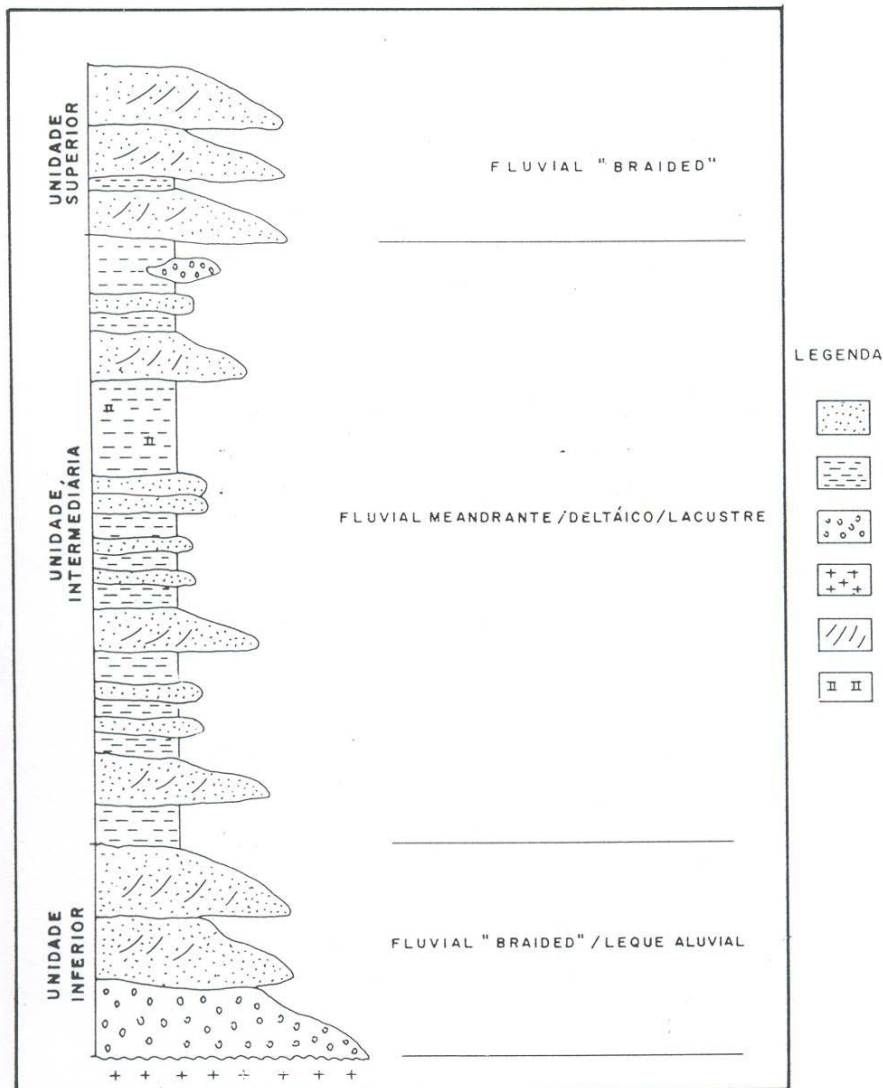 UNIDADE
SUPERIOR
FLUVIAL "BRAIDED"
LEGENDA
UNIDADE
INTERMEDIÁRIA
FLUVIAL MEANDRANTE/DELTÁICO/LACUSTRE
UNIDADE
INFERIOR
FLUVIAL "BRAIDED"/LEQUE ALUVIAL